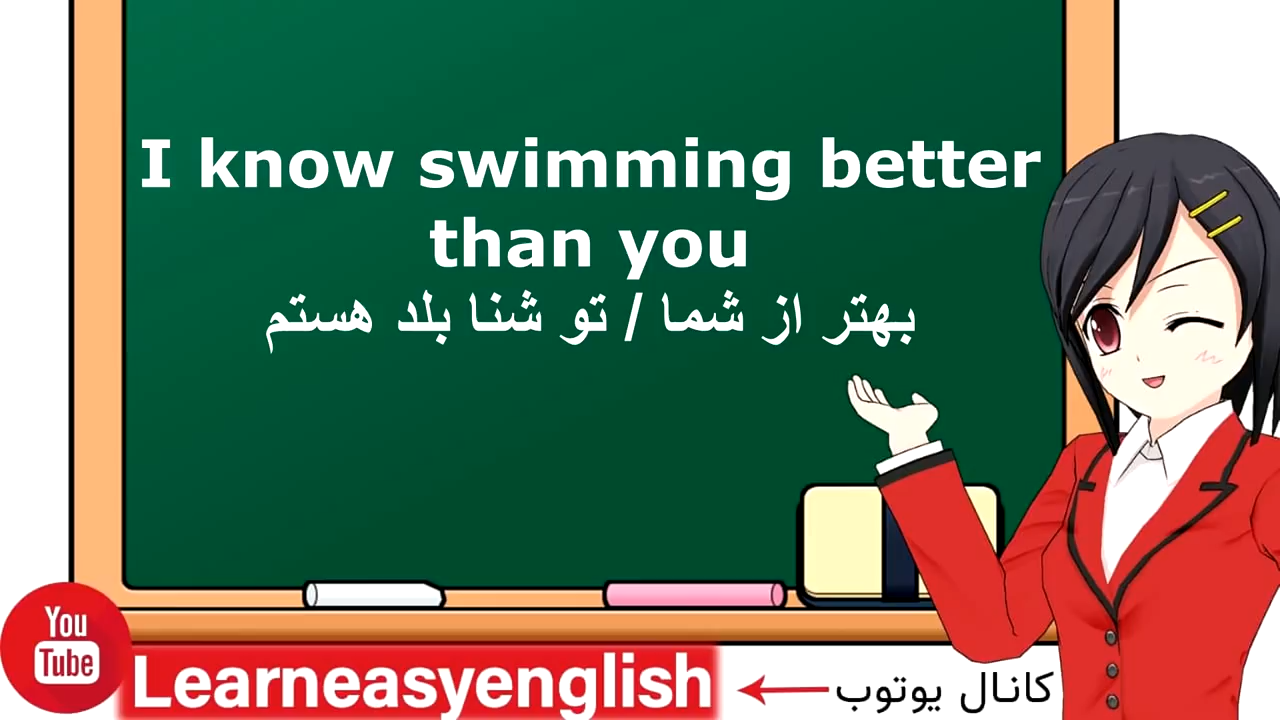 I know swimming better
than you
بهتر از شما / تو شنا بلد هستم
You
Tube
Learneasyenglish
کانال یوتوب